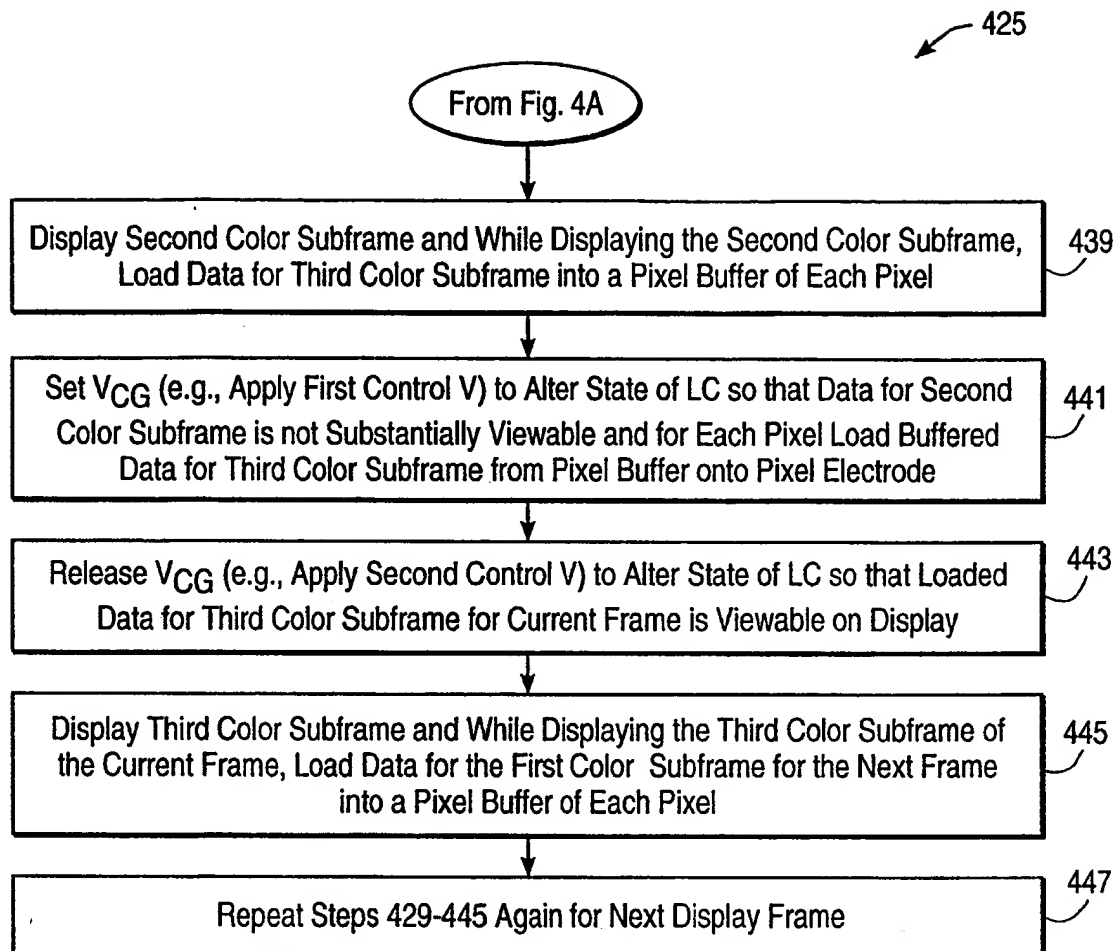 425
From Fig. 4A
Display Second Color Subframe and While Displaying the Second Color Subframe,
Load Data for Third Color Subframe into a Pixel Buffer of Each Pixel
439
Set VCG (e.g., Apply First Control V) to Alter State of LC so that Data for Second
Color Subframe is not Substantially Viewable and for Each Pixel Load Buffered
Data for Third Color Subframe from Pixel Buffer onto Pixel Electrode
441
Release VCG (e.g., Apply Second Control V) to Alter State of LC so that Loaded
Data for Third Color Subframe for Current Frame is Viewable on Display
443
Display Third Color Subframe and While Displaying the Third Color Subframe of
the Current Frame, Load Data for the First Color Subframe for the Next Frame
into a Pixel Buffer of Each Pixel
445
Repeat Steps 429-445 Again for Next Display Frame
447